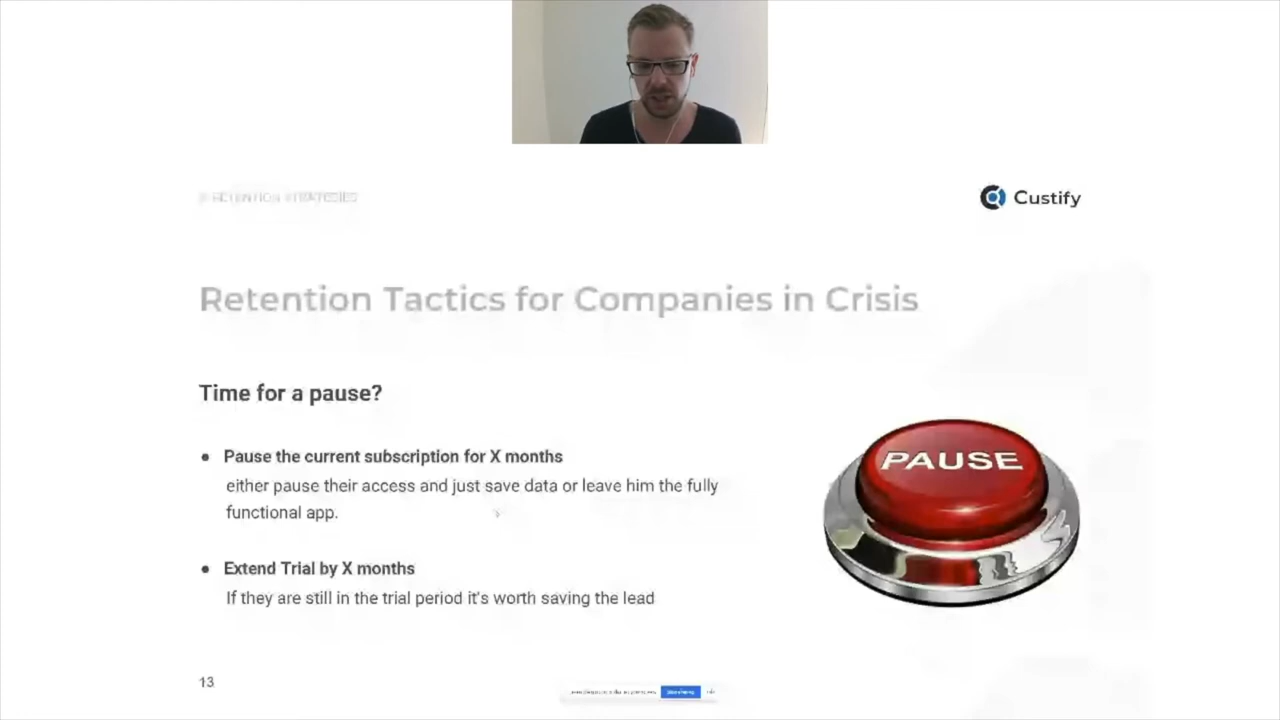 RETENTION STRATEGIES
Custify
Retention Tactics for Companies in Crisis
Time for a pause?
● Pause the current subscription for X months
either pause their access and just save data or leave him the fully
functional app.
PAUSE
● Extend Trial by X months
If they are still in the trial period it's worth saving the lead
13